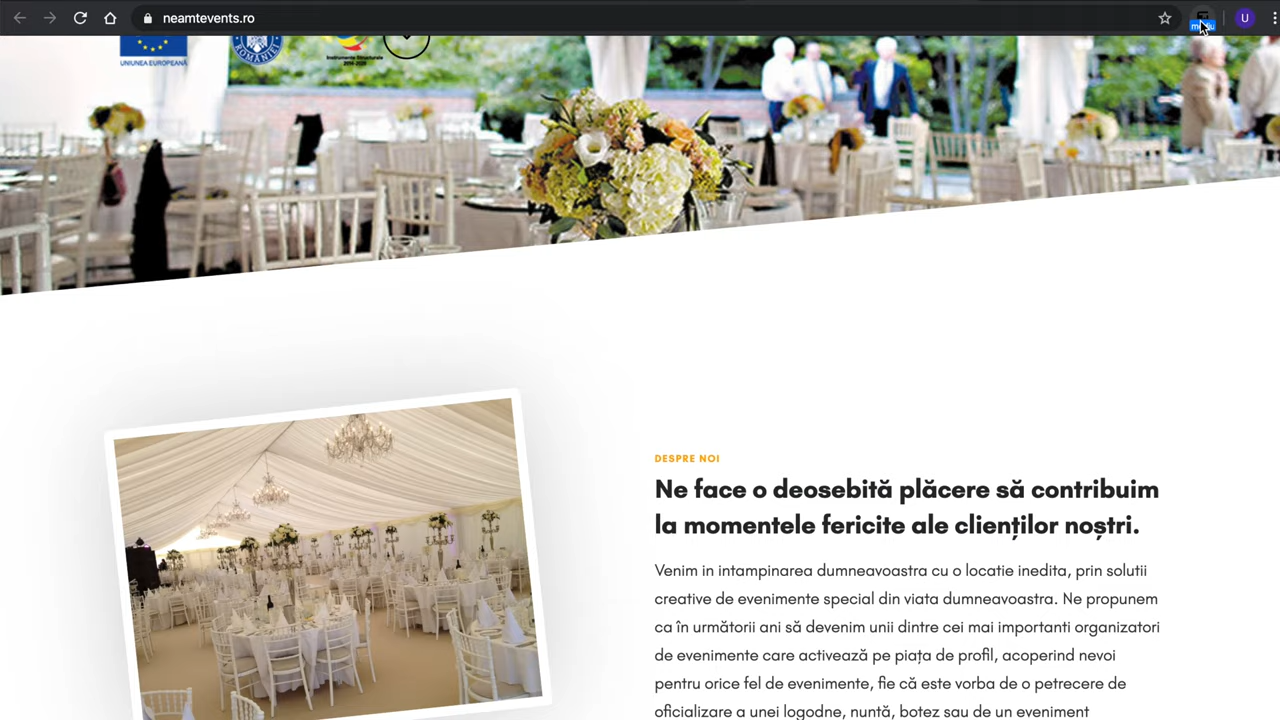 neamtevents.ro
U
UNIUNEA EUROPEANĂ
Instrumente Structurale
2014-2020
DESPRE NOI
Ne face o deosebită plăcere să contribuim
la momentele fericite ale clienților noștri.
Venim in intampinarea dumneavoastra cu o locatie inedita, prin solutii
creative de evenimente special din viata dumneavoastra. Ne propunem
ca în următorii ani să devenim unii dintre cei mai importanti organizatori
de evenimente care activează pe piața de profil, acoperind nevoi
pentru orice fel de evenimente, fie că este vorba de o petrecere de
oficializare a unei logodne, nuntă, botez sau de un eveniment